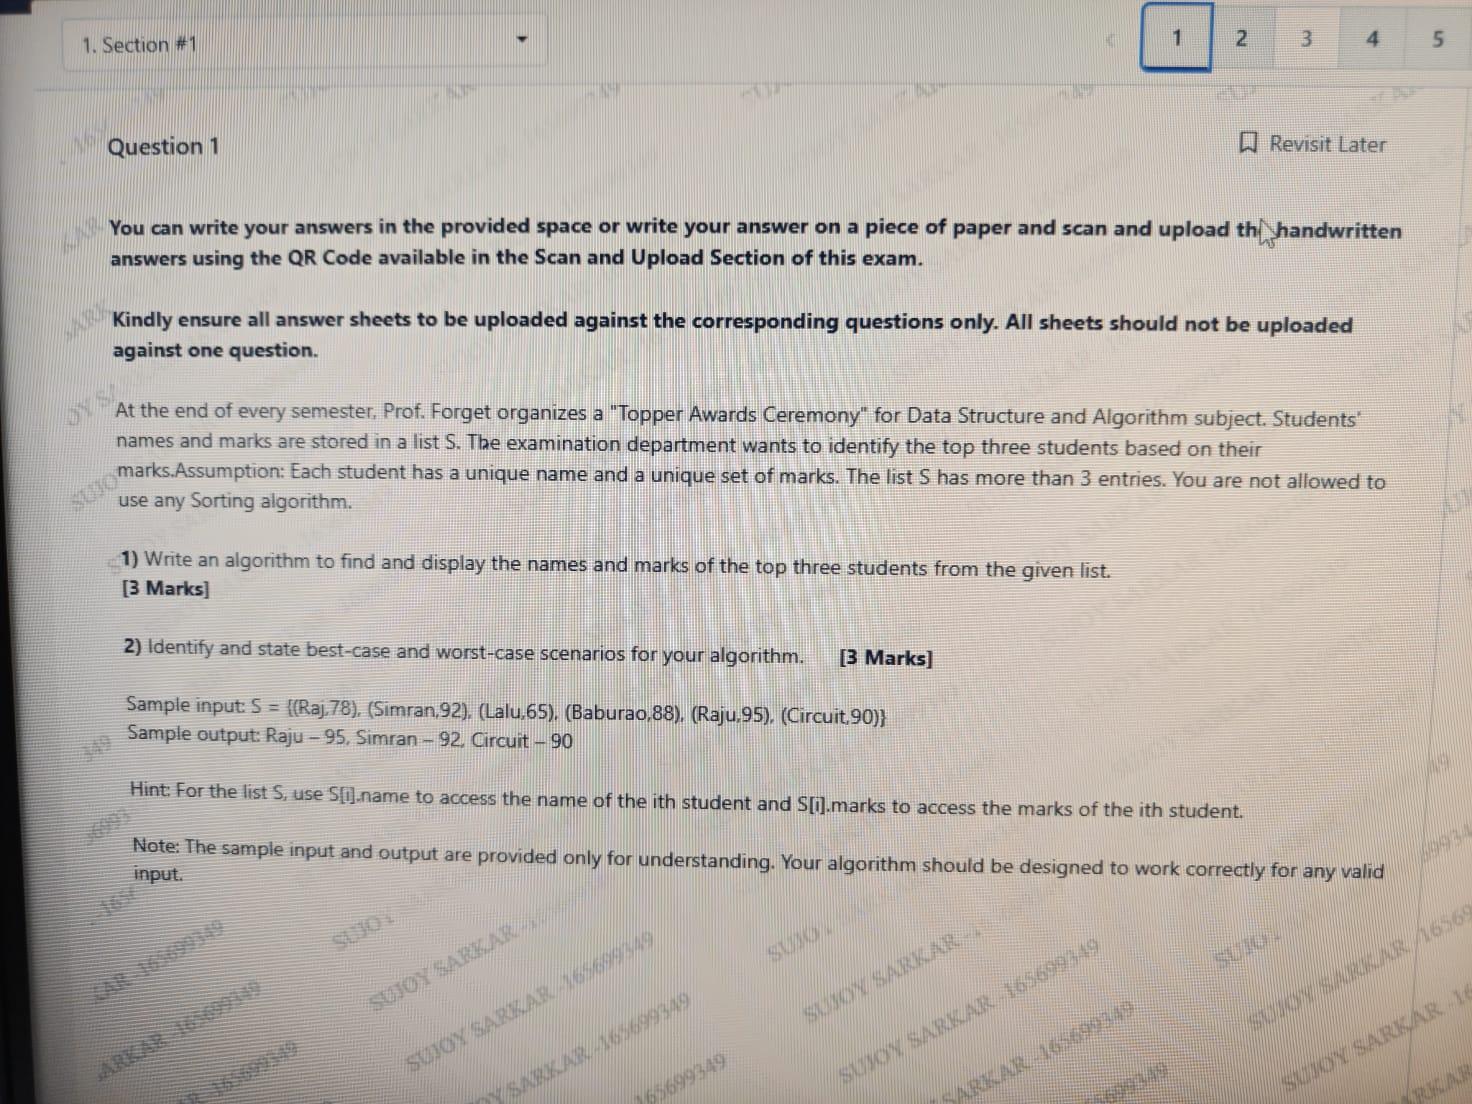 1. Section #1
1 2 3 4 5
Question 1
Revisit Later
You can write your answers in the provided space or write your answer on a piece of paper and scan and upload th handwritten
answers using the QR Code available in the Scan and Upload Section of this exam.
Kindly ensure all answer sheets to be uploaded against the corresponding questions only. All sheets should not be uploaded
against one question.
At the end of every semester, Prof. Forget organizes a "Topper Awards Ceremony" for Data Structure and Algorithm subject. Students'
names and marks are stored in a list S. The examination department wants to identify the top three students based on their
marks.Assumption: Each student has a unique name and a unique set of marks. The list S has more than 3 entries. You are not allowed to
use any Sorting algorithm.
1) Write an algorithm to find and display the names and marks of the top three students from the given list.
[3 Marks]
2) Identify and state best-case and worst-case scenarios for your algorithm. [3 Marks]
Sample input: S = {(Raj,78), (Simran,92), (Lalu,65), (Baburao,88), (Raju,95), (Circuit,90)}
Sample output: Raju – 95, Simran – 92, Circuit – 90
Hint: For the list S, use S[i].name to access the name of the ith student and S[i].marks to access the marks of the ith student.
Note: The sample input and output are provided only for understanding. Your algorithm should be designed to work correctly for any valid
input.
SUJOY SARKAR -165699349
SUJOY SARKAR -165699349
SUJOY SARKAR -165699349